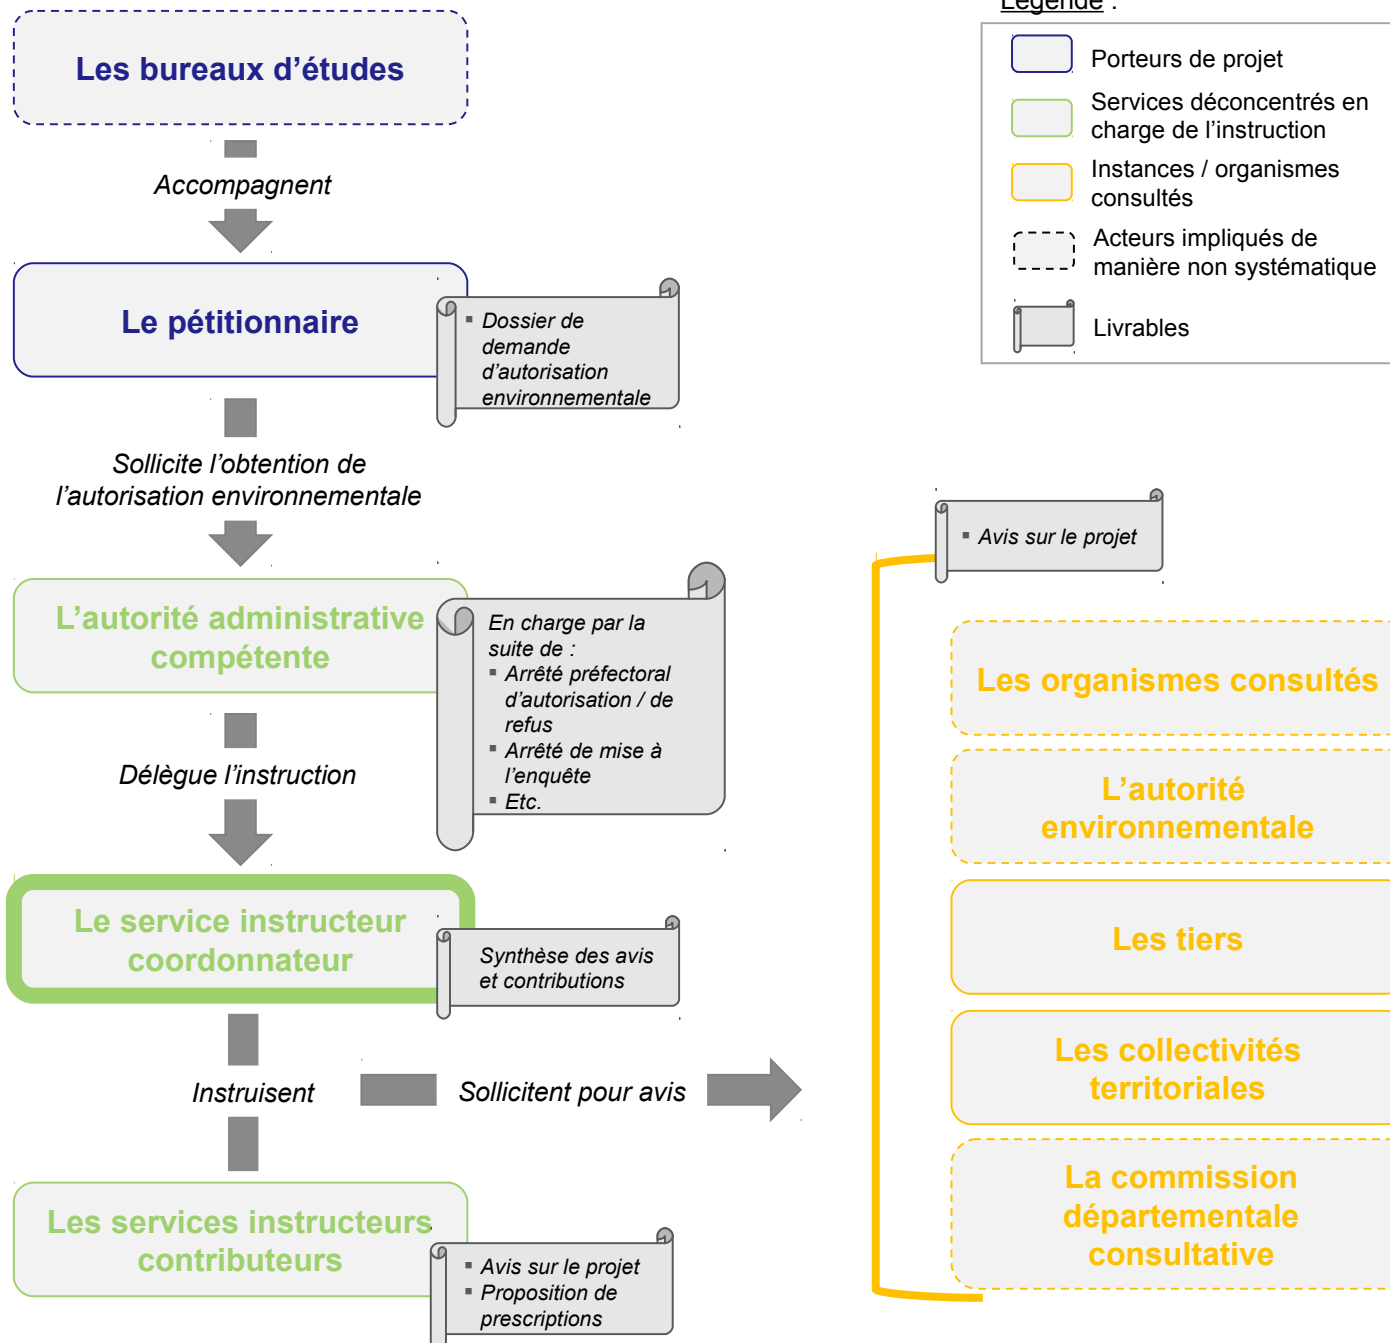 Légende :
Porteurs de projet
Services déconcentrés en
charge de l'instruction
Instances / organismes
consultés
Acteurs impliqués de
manière non systématique
Livrables
Les bureaux d'études
Accompagnent
Le pétitionnaire
▪ Dossier de
demande
d'autorisation
environnementale
Sollicite l'obtention de
l'autorisation environnementale
L'autorité administrative
compétente
En charge par la
suite de :
▪ Arrêté préfectoral
d'autorisation / de
refus
▪ Arrêté de mise à
l'enquête
▪ Etc.
Délègue l'instruction
Le service instructeur
coordonnateur
Synthèse des avis
et contributions
Instruisent
Sollicitent pour avis
Les services instructeurs
contributeurs
▪ Avis sur le projet
▪ Proposition de
prescriptions
▪ Avis sur le projet
Les organismes consultés
L'autorité
environnementale
Les tiers
Les collectivités
territoriales
La commission
départementale
consultative